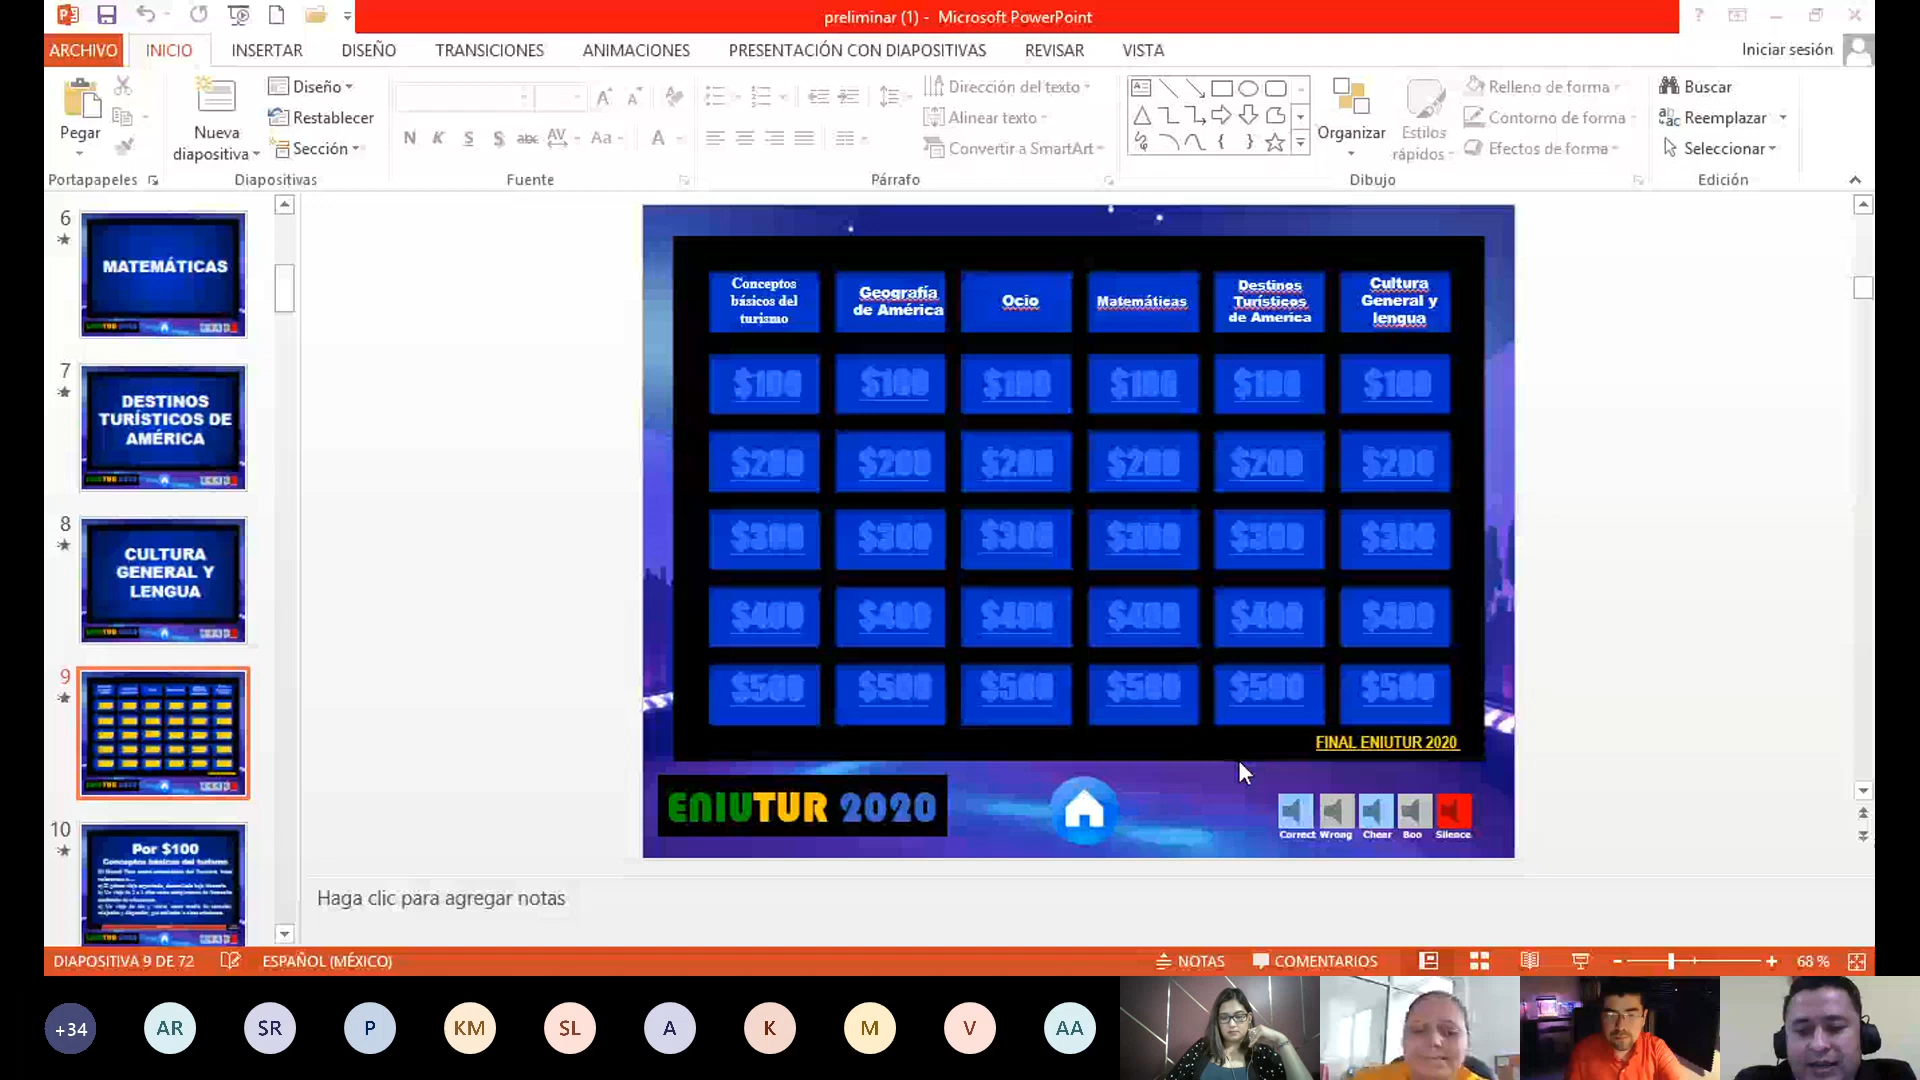 preliminar (1) - Microsoft PowerPoint
ARCHIVO INICIO INSERTAR DISEÑO TRANSICIONES ANIMACIONES PRESENTACIÓN CON DIAPOSITIVAS REVISAR VISTA Iniciar sesión
Pegar
Nueva diapositiva
Diseño
Restablecer
Sección
N K S S abc AV Aa A
Dirección del texto
Alinear texto
Convertir a SmartArt
Organizar
Estilos rápidos
Relleno de forma
Contorno de forma
Efectos de forma
Buscar
Reemplazar
Seleccionar
Portapapeles Diapositivas Fuente Párrafo Dibujo Edición
6
MATEMÁTICAS
7
DESTINOS
TURÍSTICOS DE
AMÉRICA
8
CULTURA
GENERAL Y
LENGUA
9
10
Por $100
Conceptos básicos del turismo
Conceptos básicos del turismo
Geografía de América
Ocio
Matemáticas
Destinos Turísticos de America
Cultura General y lengua
$100 $100 $100 $100 $100 $100
$200 $200 $200 $200 $200 $200
$300 $300 $300 $300 $300 $300
$400 $400 $400 $400 $400 $400
$500 $500 $500 $500 $500 $500
FINAL ENIUTUR 2020
ENIUTUR 2020
Correct Wrong Cheer Boo Silence
Haga clic para agregar notas
DIAPOSITIVA 9 DE 72 ESPAÑOL (MÉXICO) NOTAS COMENTARIOS 68 %
+34 AR SR P KM SL A K M V AA